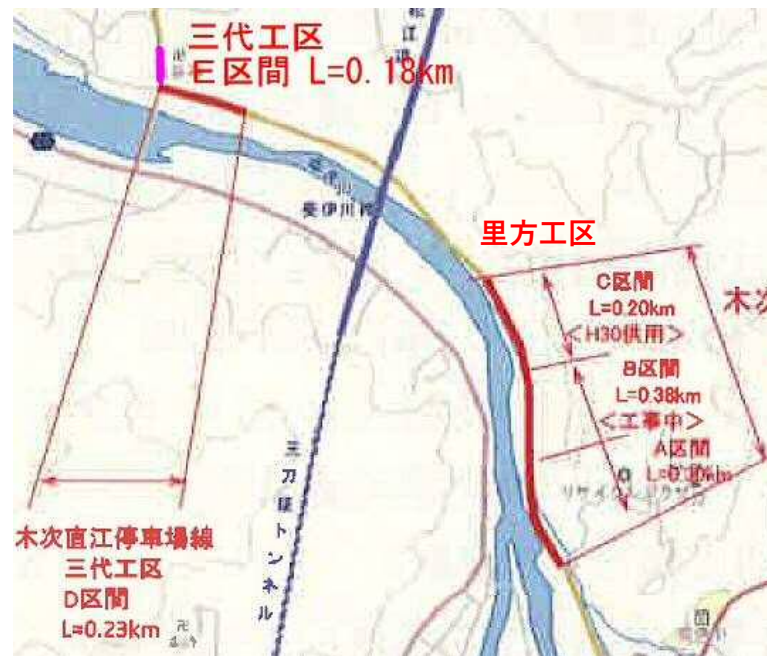 三代工区
E区間 L=0.18km
里方工区
C区間
L=0.20km
<H30供用>
木次
B区間
L=0.38km
<工事中>
A区間
三刀屋トンネル
木次直江停車場線
三代工区
D区間
L=0.23km